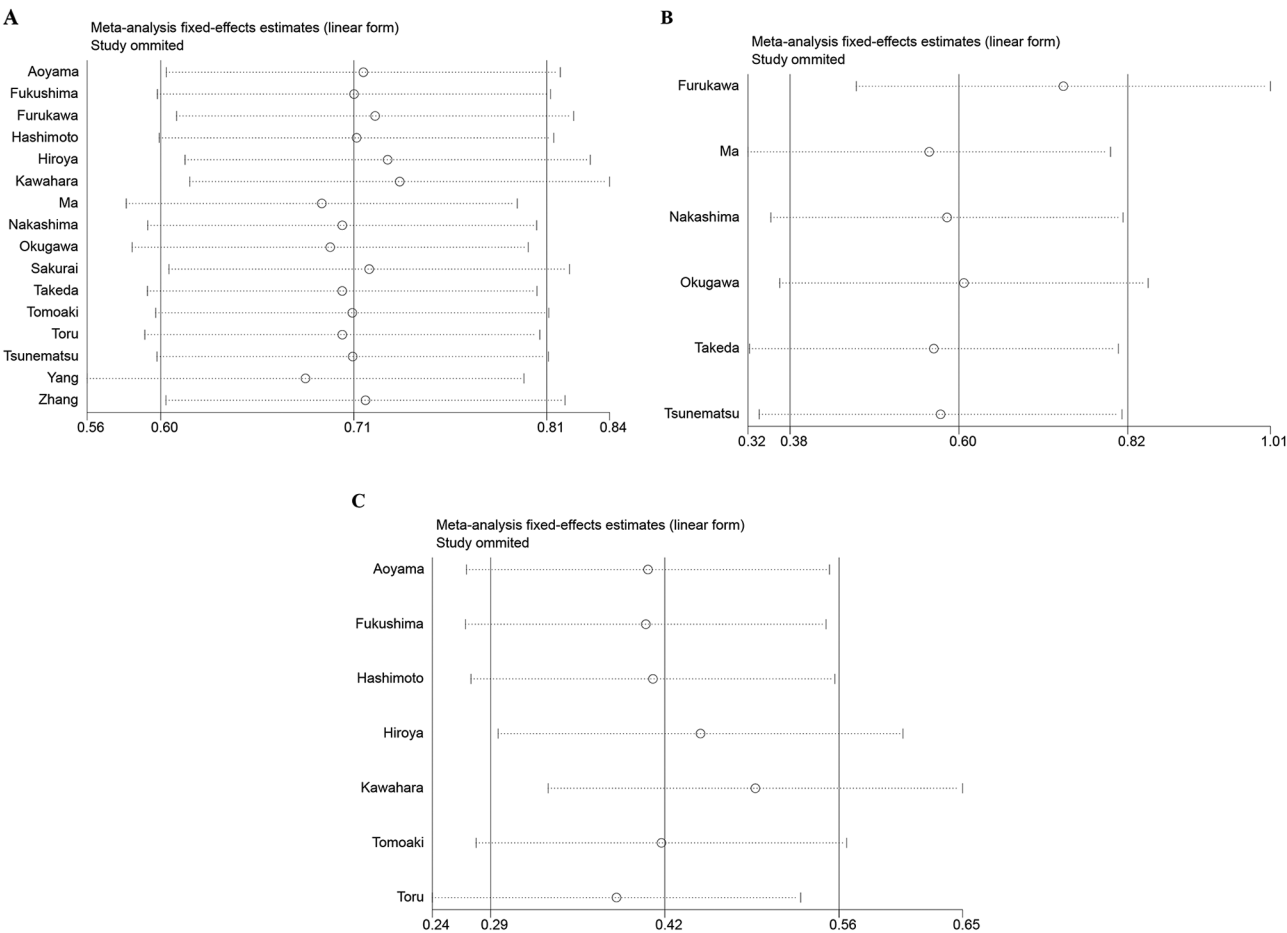 A
Meta-analysis fixed-effects estimates (linear form)
Study ommited
Aoyama
Fukushima
Furukawa
Hashimoto
Hiroya
Kawahara
Ma
Nakashima
Okugawa
Sakurai
Takeda
Tomoaki
Toru
Tsunematsu
Yang
Zhang
0.56 0.60 0.71 0.81 0.84
B
Meta-analysis fixed-effects estimates (linear form)
Study ommited
Furukawa
Ma
Nakashima
Okugawa
Takeda
Tsunematsu
0.32 0.38 0.60 0.82 1.01
C
Meta-analysis fixed-effects estimates (linear form)
Study ommited
Aoyama
Fukushima
Hashimoto
Hiroya
Kawahara
Tomoaki
Toru
0.24 0.29 0.42 0.56 0.65